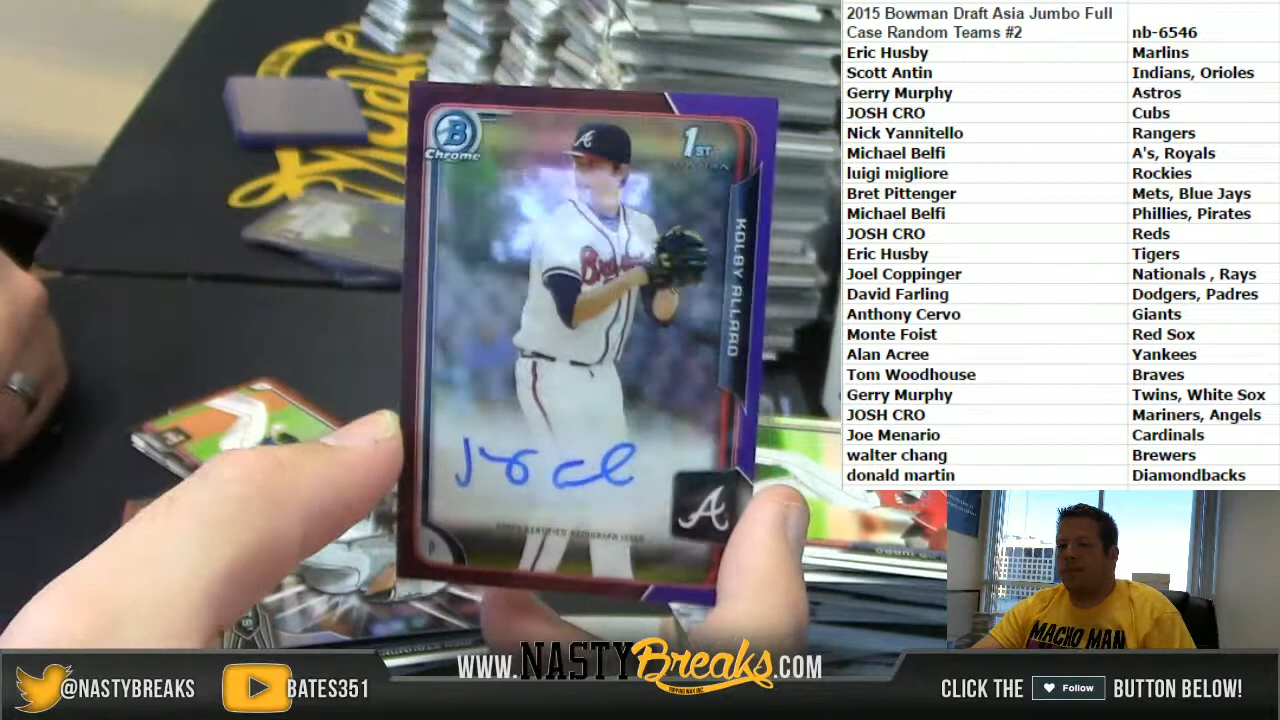 2015 Bowman Draft Asia Jumbo Full
Case Random Teams #2 nb-6546
Eric Husby Marlins
Scott Antin Indians, Orioles
Gerry Murphy Astros
JOSH CRO Cubs
Nick Yannitello Rangers
Michael Belfi A's, Royals
luigi migliore Rockies
Bret Pittenger Mets, Blue Jays
Michael Belfi Phillies, Pirates
JOSH CRO Reds
Eric Husby Tigers
Joel Coppinger Nationals , Rays
David Farling Dodgers, Padres
Anthony Cervo Giants
Monte Foist Red Sox
Alan Acree Yankees
Tom Woodhouse Braves
Gerry Murphy Twins, White Sox
JOSH CRO Mariners, Angels
Joe Menario Cardinals
walter chang Brewers
donald martin Diamondbacks
B
Chrome
1ST
A
KOLBY ALLARD
A
TOPPS CERTIFIED AUTOGRAPH ISSUE
P
MACHO MAN
@NASTYBREAKS
BATES351
WWW.NASTYBreaks.COM
CLICK THE Follow BUTTON BELOW!